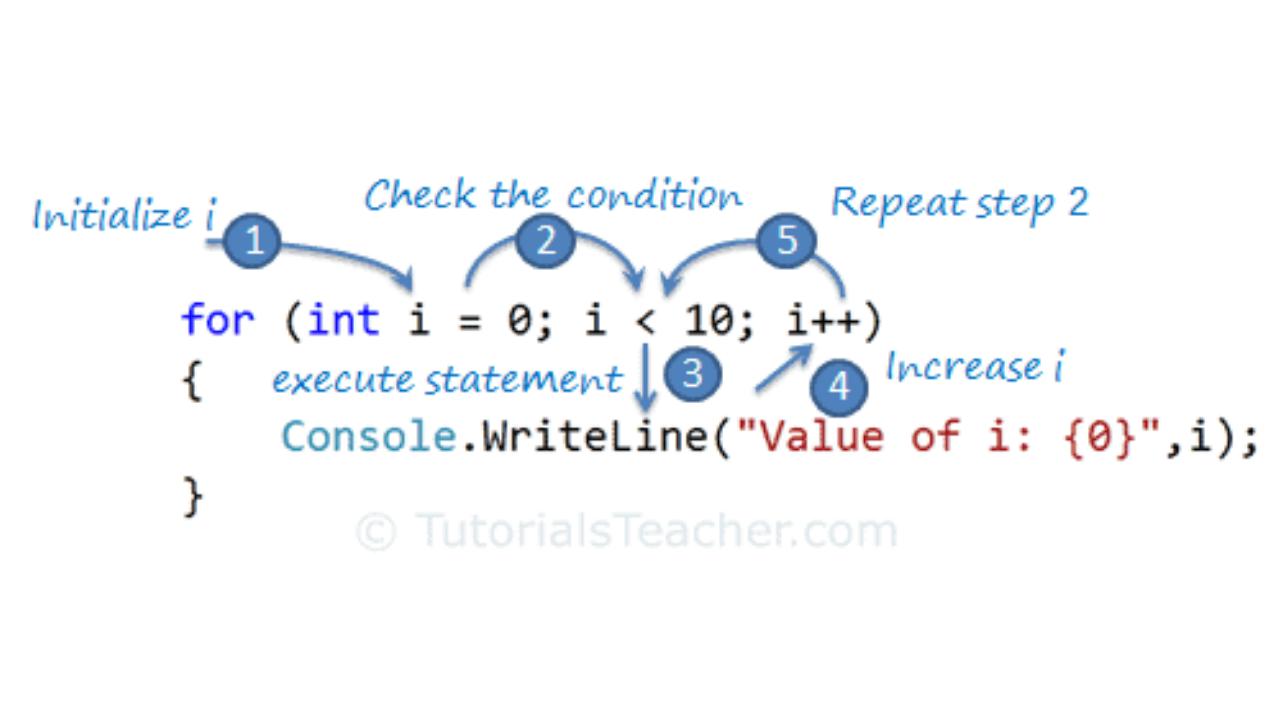 Initialize i
Check the condition
Repeat step 2
1
2
5
for (int i = 0; i < 10; i++)
{
execute statement
3
4
Increase i
Console.WriteLine("Value of i: {0}",i);
}
© TutorialsTeacher.com